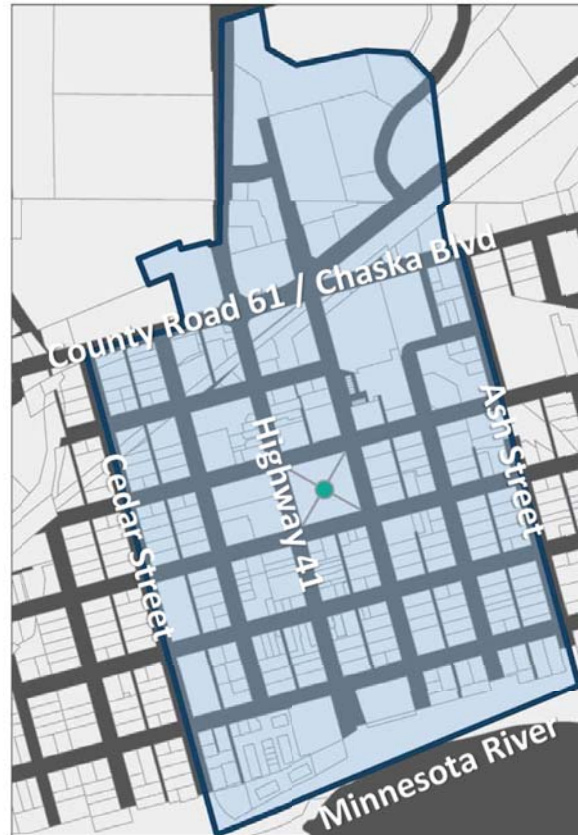 County Road 61 / Chaska Blvd
Cedar Street
Highway 41
Ash Street
Minnesota River